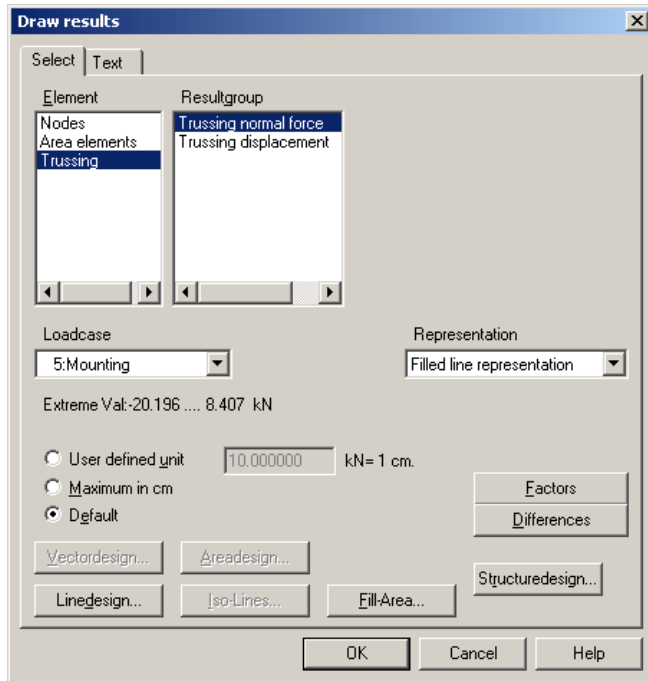 Draw results
Select Text
Element Resultgroup
Nodes
Area elements
Trussing
Trussing normal force
Trussing displacement
Loadcase Representation
5:Mounting Filled line representation
Extreme Val:-20.196 .... 8.407 kN
User defined unit 10.000000 kN= 1 cm.
Maximum in cm
Default
Factors
Differences
Vectordesign... Areadesign...
Structuredesign...
Linedesign... Iso-Lines... Fill-Area...
OK Cancel Help